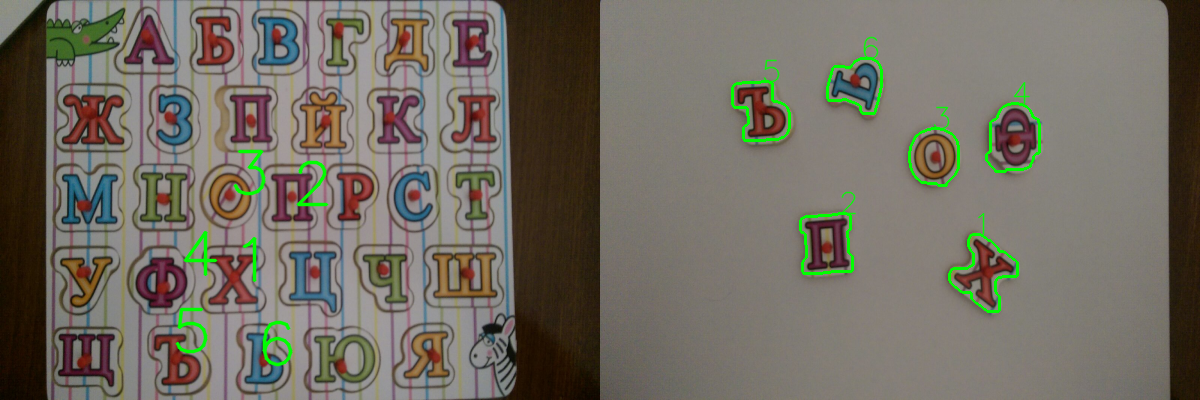 А Б В Г Д Е
Ж З П Й К Л
М Н О П Р С Т
3 2
У Ф Х Ц Ч Ш
4 1
Щ Ъ Ь Ю Я
5 6
5 6
Ъ Ь
3 4
О Ф
2 1
П Х